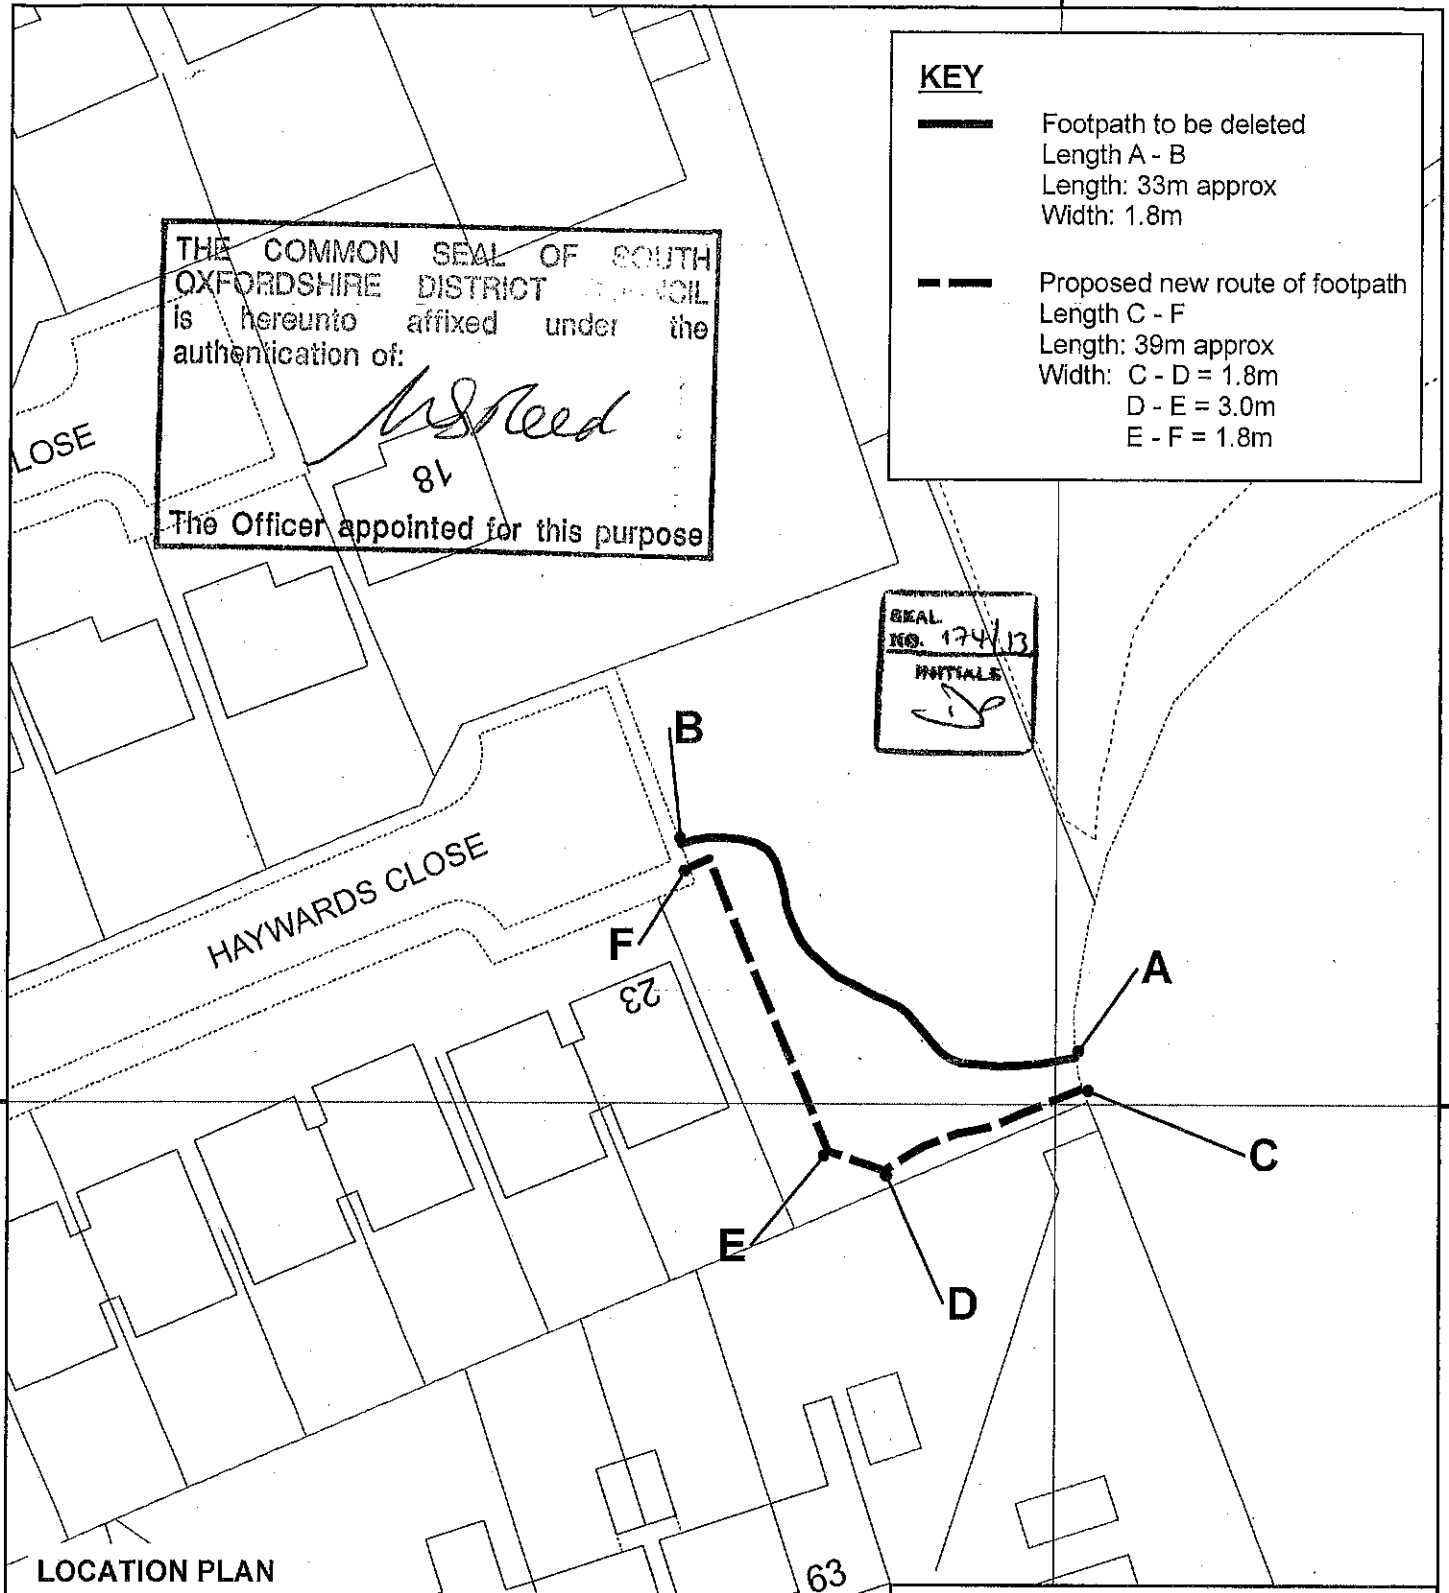 KEY
Footpath to be deleted
Length A - B
Length: 33m approx
Width: 1.8m
Proposed new route of footpath
Length C - F
Length: 39m approx
Width: C - D = 1.8m
D - E = 3.0m
E - F = 1.8m
THE COMMON SEAL OF SOUTH
OXFORDSHIRE DISTRICT COUNCIL
is hereunto affixed under the
authentication of:
18
The Officer appointed for this purpose
LOSE
SEAL
NO. 174/13
INITIALS
B
HAYWARDS CLOSE
F
A
23
C
E
D
LOCATION PLAN
63